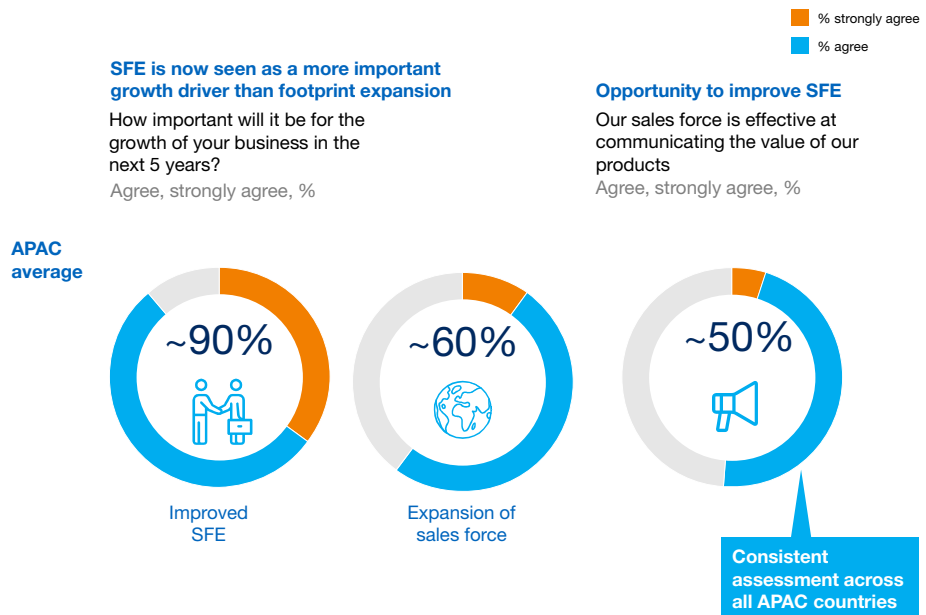 % strongly agree
% agree
SFE is now seen as a more important
growth driver than footprint expansion
How important will it be for the
growth of your business in the
next 5 years?
Agree, strongly agree, %
Opportunity to improve SFE
Our sales force is effective at
communicating the value of our
products
Agree, strongly agree, %
APAC
average
~90%
~60%
~50%
Improved
SFE
Expansion of
sales force
Consistent
assessment across
all APAC countries